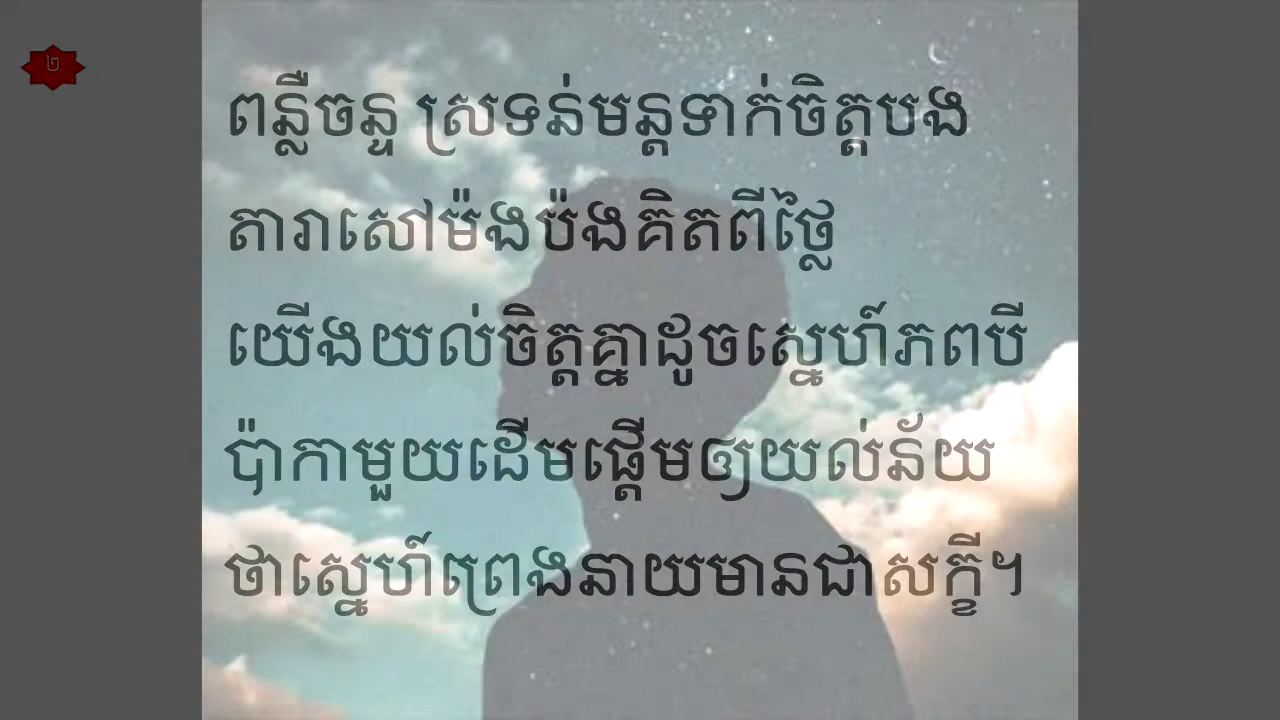 ២
ពន្លឺចន្ទ ស្រទន់មន្តទាក់ចិត្តបង
តារាសៅម៉ងប៉ងគិតពីថ្លៃ
យើងយល់ចិត្តគ្នាដូចស្នេហ៍ភពបី
ប៉ាកាមួយដើមផ្ដើមឲ្យយល់ន័យ
ថាស្នេហ៍ព្រេងនាយមានជាសក្ខី។